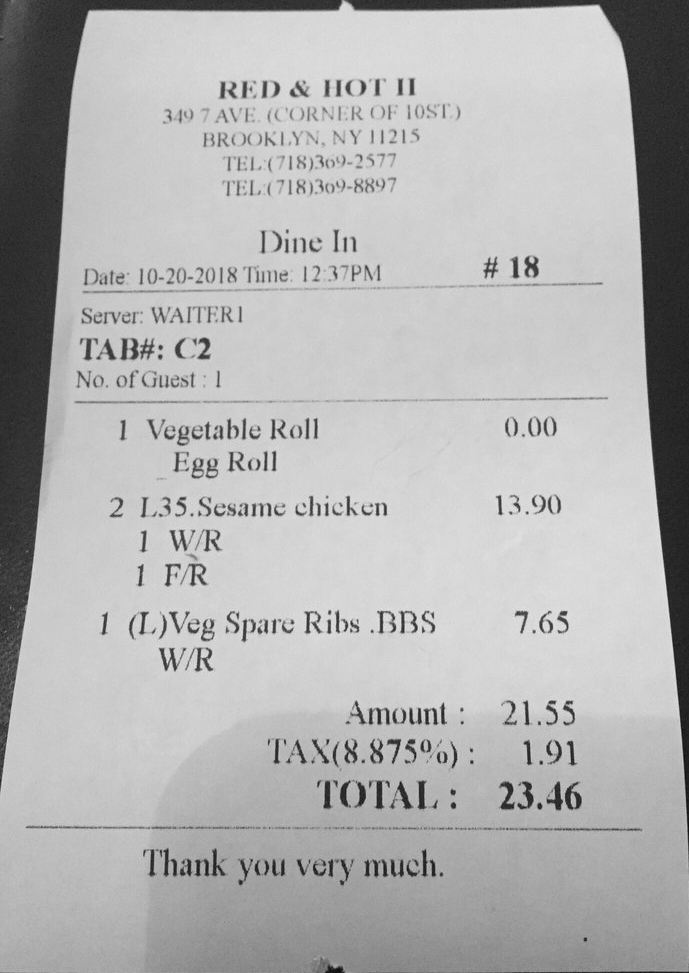 RED & HOT II
349 7 AVE. (CORNER OF 10ST.)
BROOKLYN, NY 11215
TEL:(718)369-2577
TEL:(718)369-8897
Dine In
Date: 10-20-2018 Time: 12:37PM # 18
Server: WAITER1
TAB#: C2
No. of Guest : 1
1 Vegetable Roll 0.00
Egg Roll
2 L35.Sesame chicken 13.90
1 W/R
1 F/R
1 (L)Veg Spare Ribs .BBS 7.65
W/R
Amount : 21.55
TAX(8.875%) : 1.91
TOTAL : 23.46
Thank you very much.